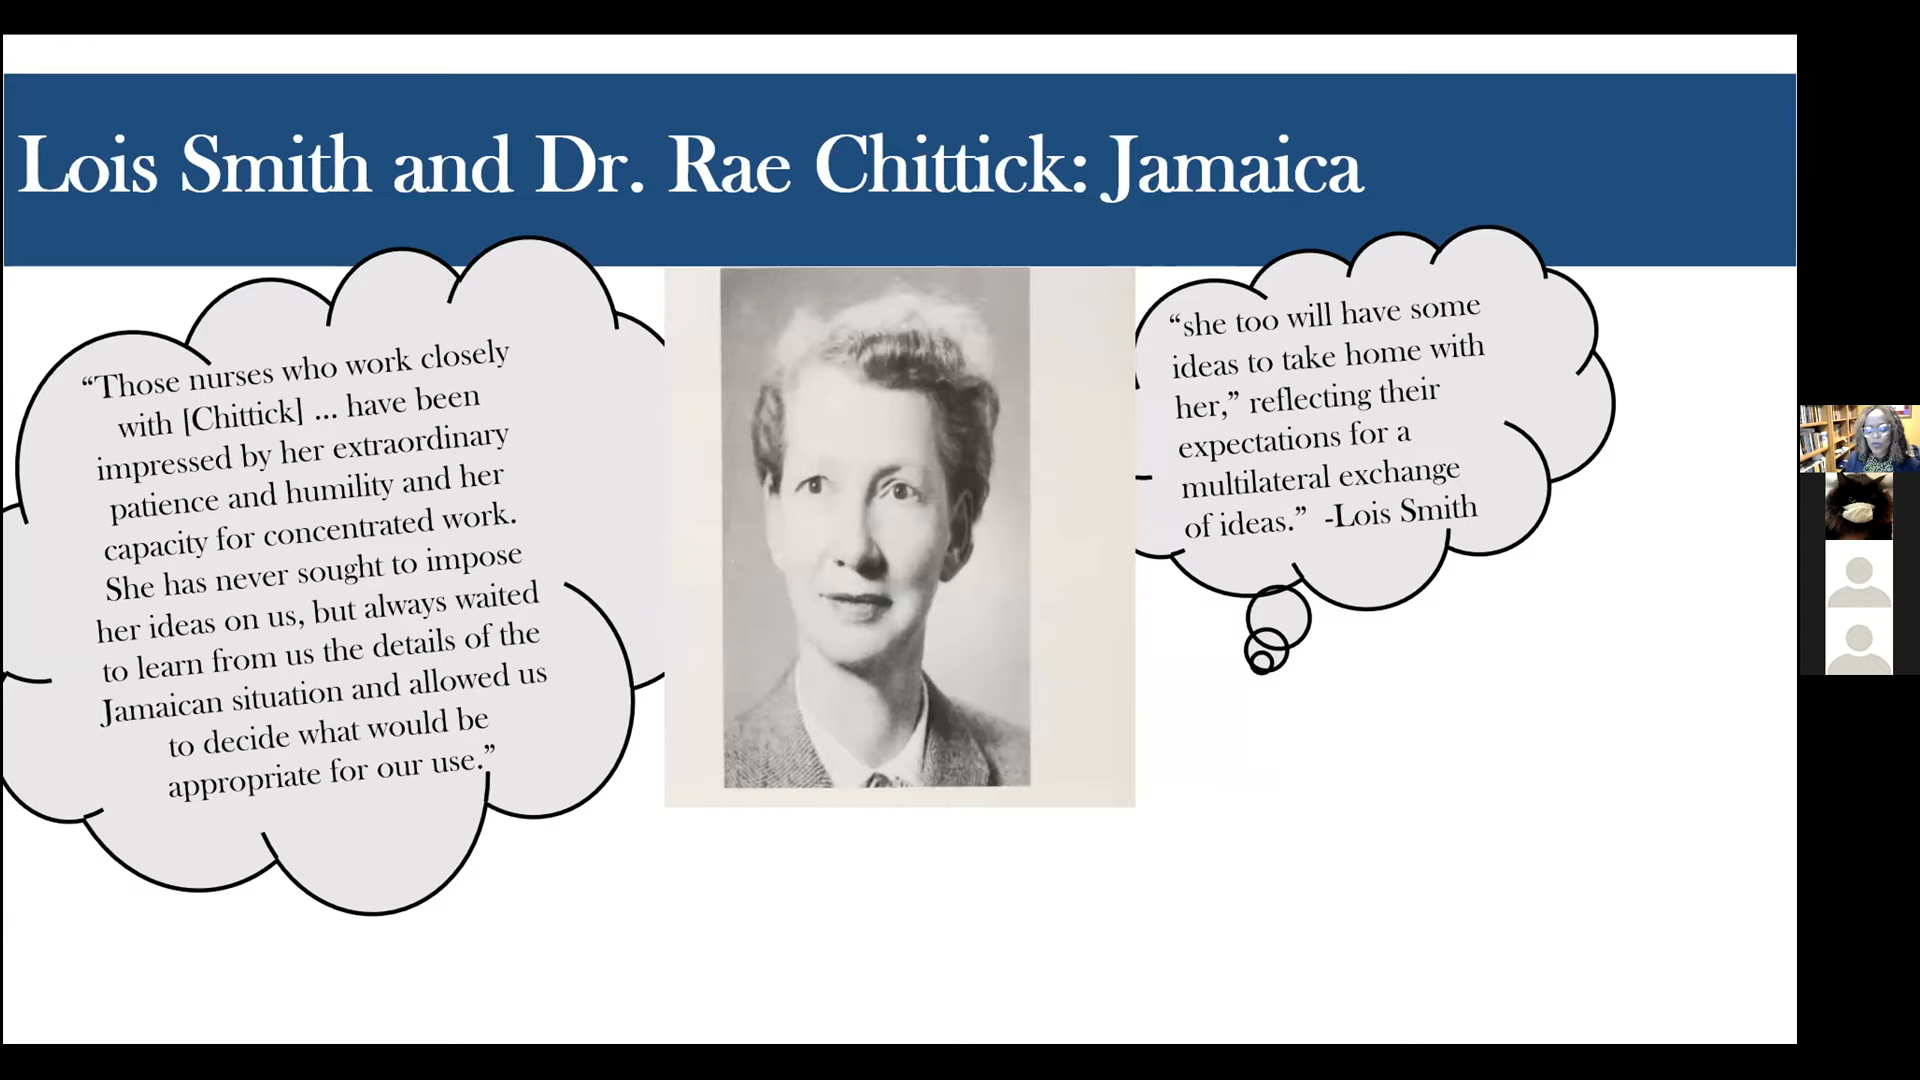 Lois Smith and Dr. Rae Chittick: Jamaica
“Those nurses who work closely
with [Chittick] ... have been
impressed by her extraordinary
patience and humility and her
capacity for concentrated work.
She has never sought to impose
her ideas on us, but always waited
to learn from us the details of the
Jamaican situation and allowed us
to decide what would be
appropriate for our use.”
“she too will have some
ideas to take home with
her,” reflecting their
expectations for a
multilateral exchange
of ideas.” -Lois Smith